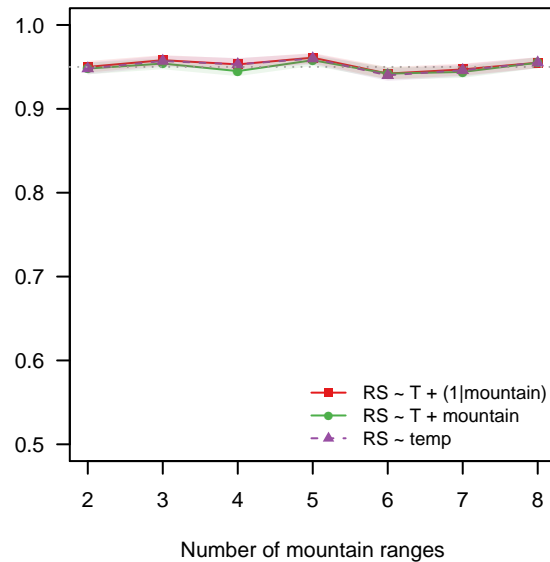 1.0
0.9
0.8
0.7
0.6
0.5
RS ~ T + (1|mountain)
RS ~ T + mountain
RS ~ temp
2 3 4 5 6 7 8
Number of mountain ranges